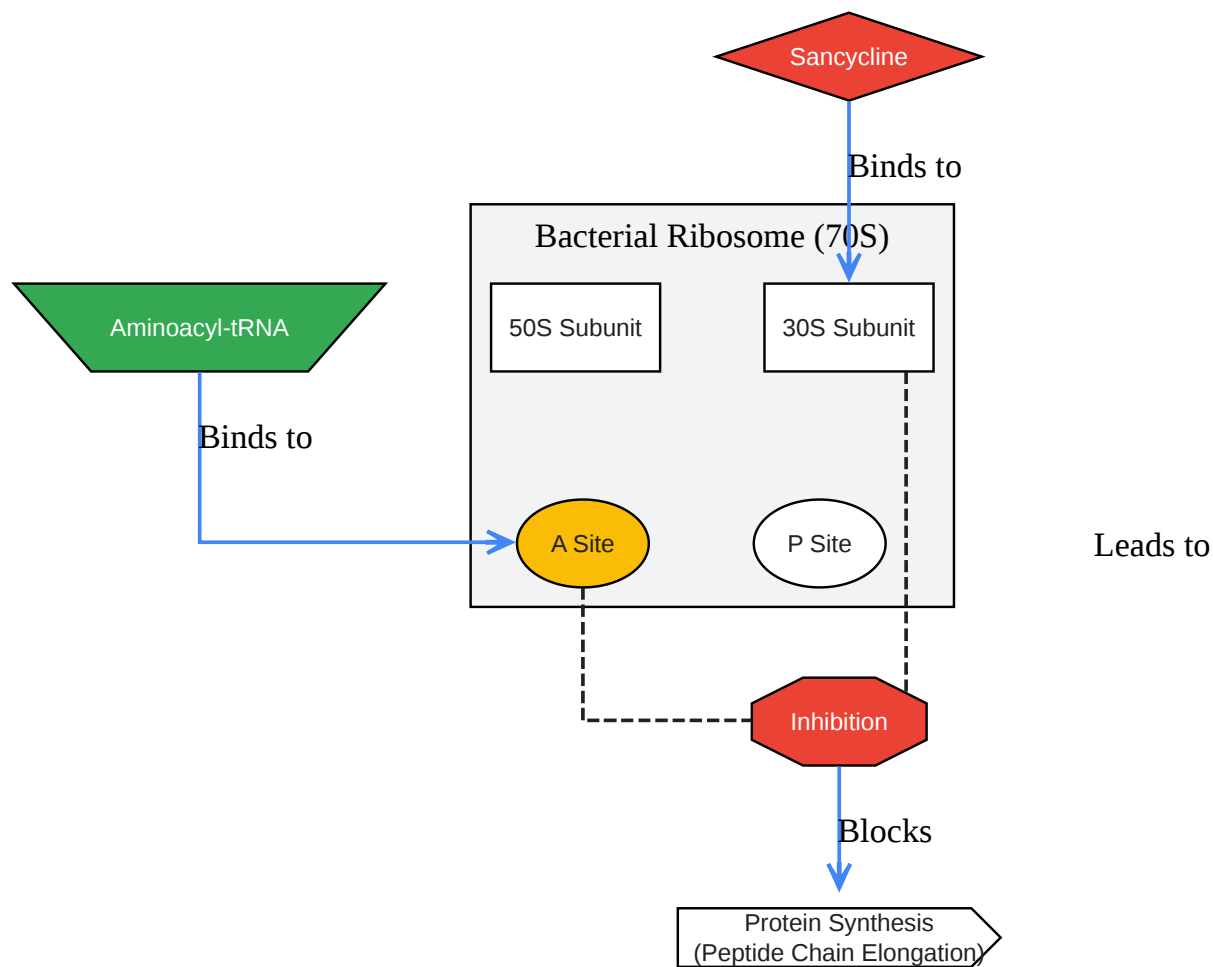 Sancycline
Binds to
Bacterial Ribosome (70S)
Aminoacyl-tRNA
50S Subunit
30S Subunit
Binds to
A Site
P Site
Leads to
Inhibition
Blocks
Protein Synthesis
(Peptide Chain Elongation)